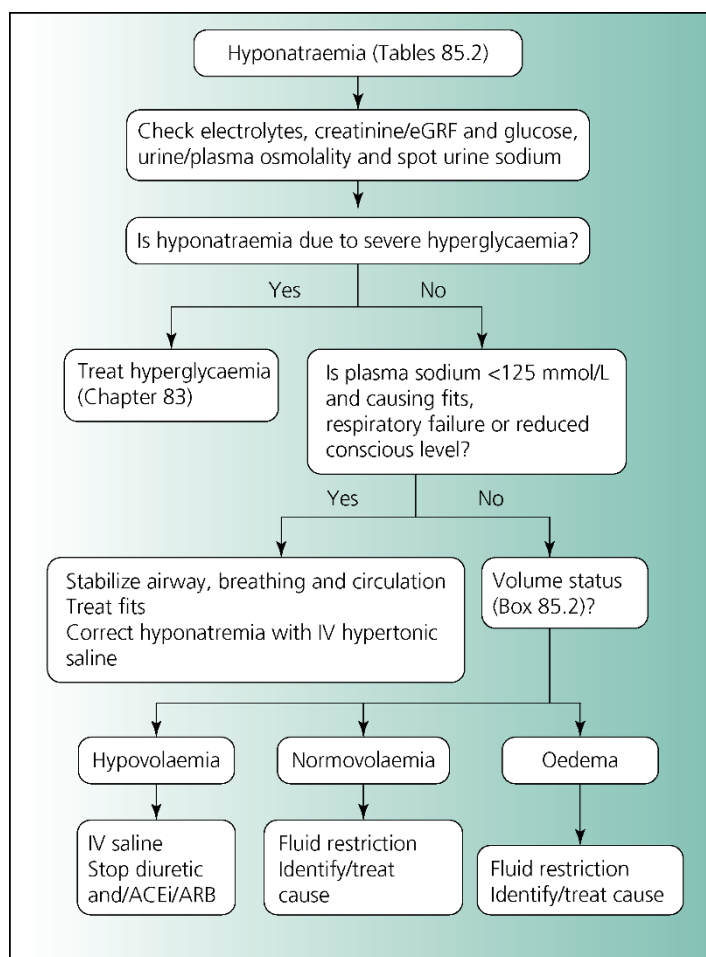 Hyponatraemia (Tables 85.2)
Check electrolytes, creatinine/eGRF and glucose,
urine/plasma osmolality and spot urine sodium
Is hyponatraemia due to severe hyperglycaemia?
Yes
No
Treat hyperglycaemia
(Chapter 83)
Is plasma sodium <125 mmol/L
and causing fits,
respiratory failure or reduced
conscious level?
Yes
No
Stabilize airway, breathing and circulation
Treat fits
Correct hyponatremia with IV hypertonic
saline
Volume status
(Box 85.2)?
Hypovolaemia
Normovolaemia
Oedema
IV saline
Stop diuretic
and/ACEi/ARB
Fluid restriction
Identify/treat
cause
Fluid restriction
Identify/treat cause